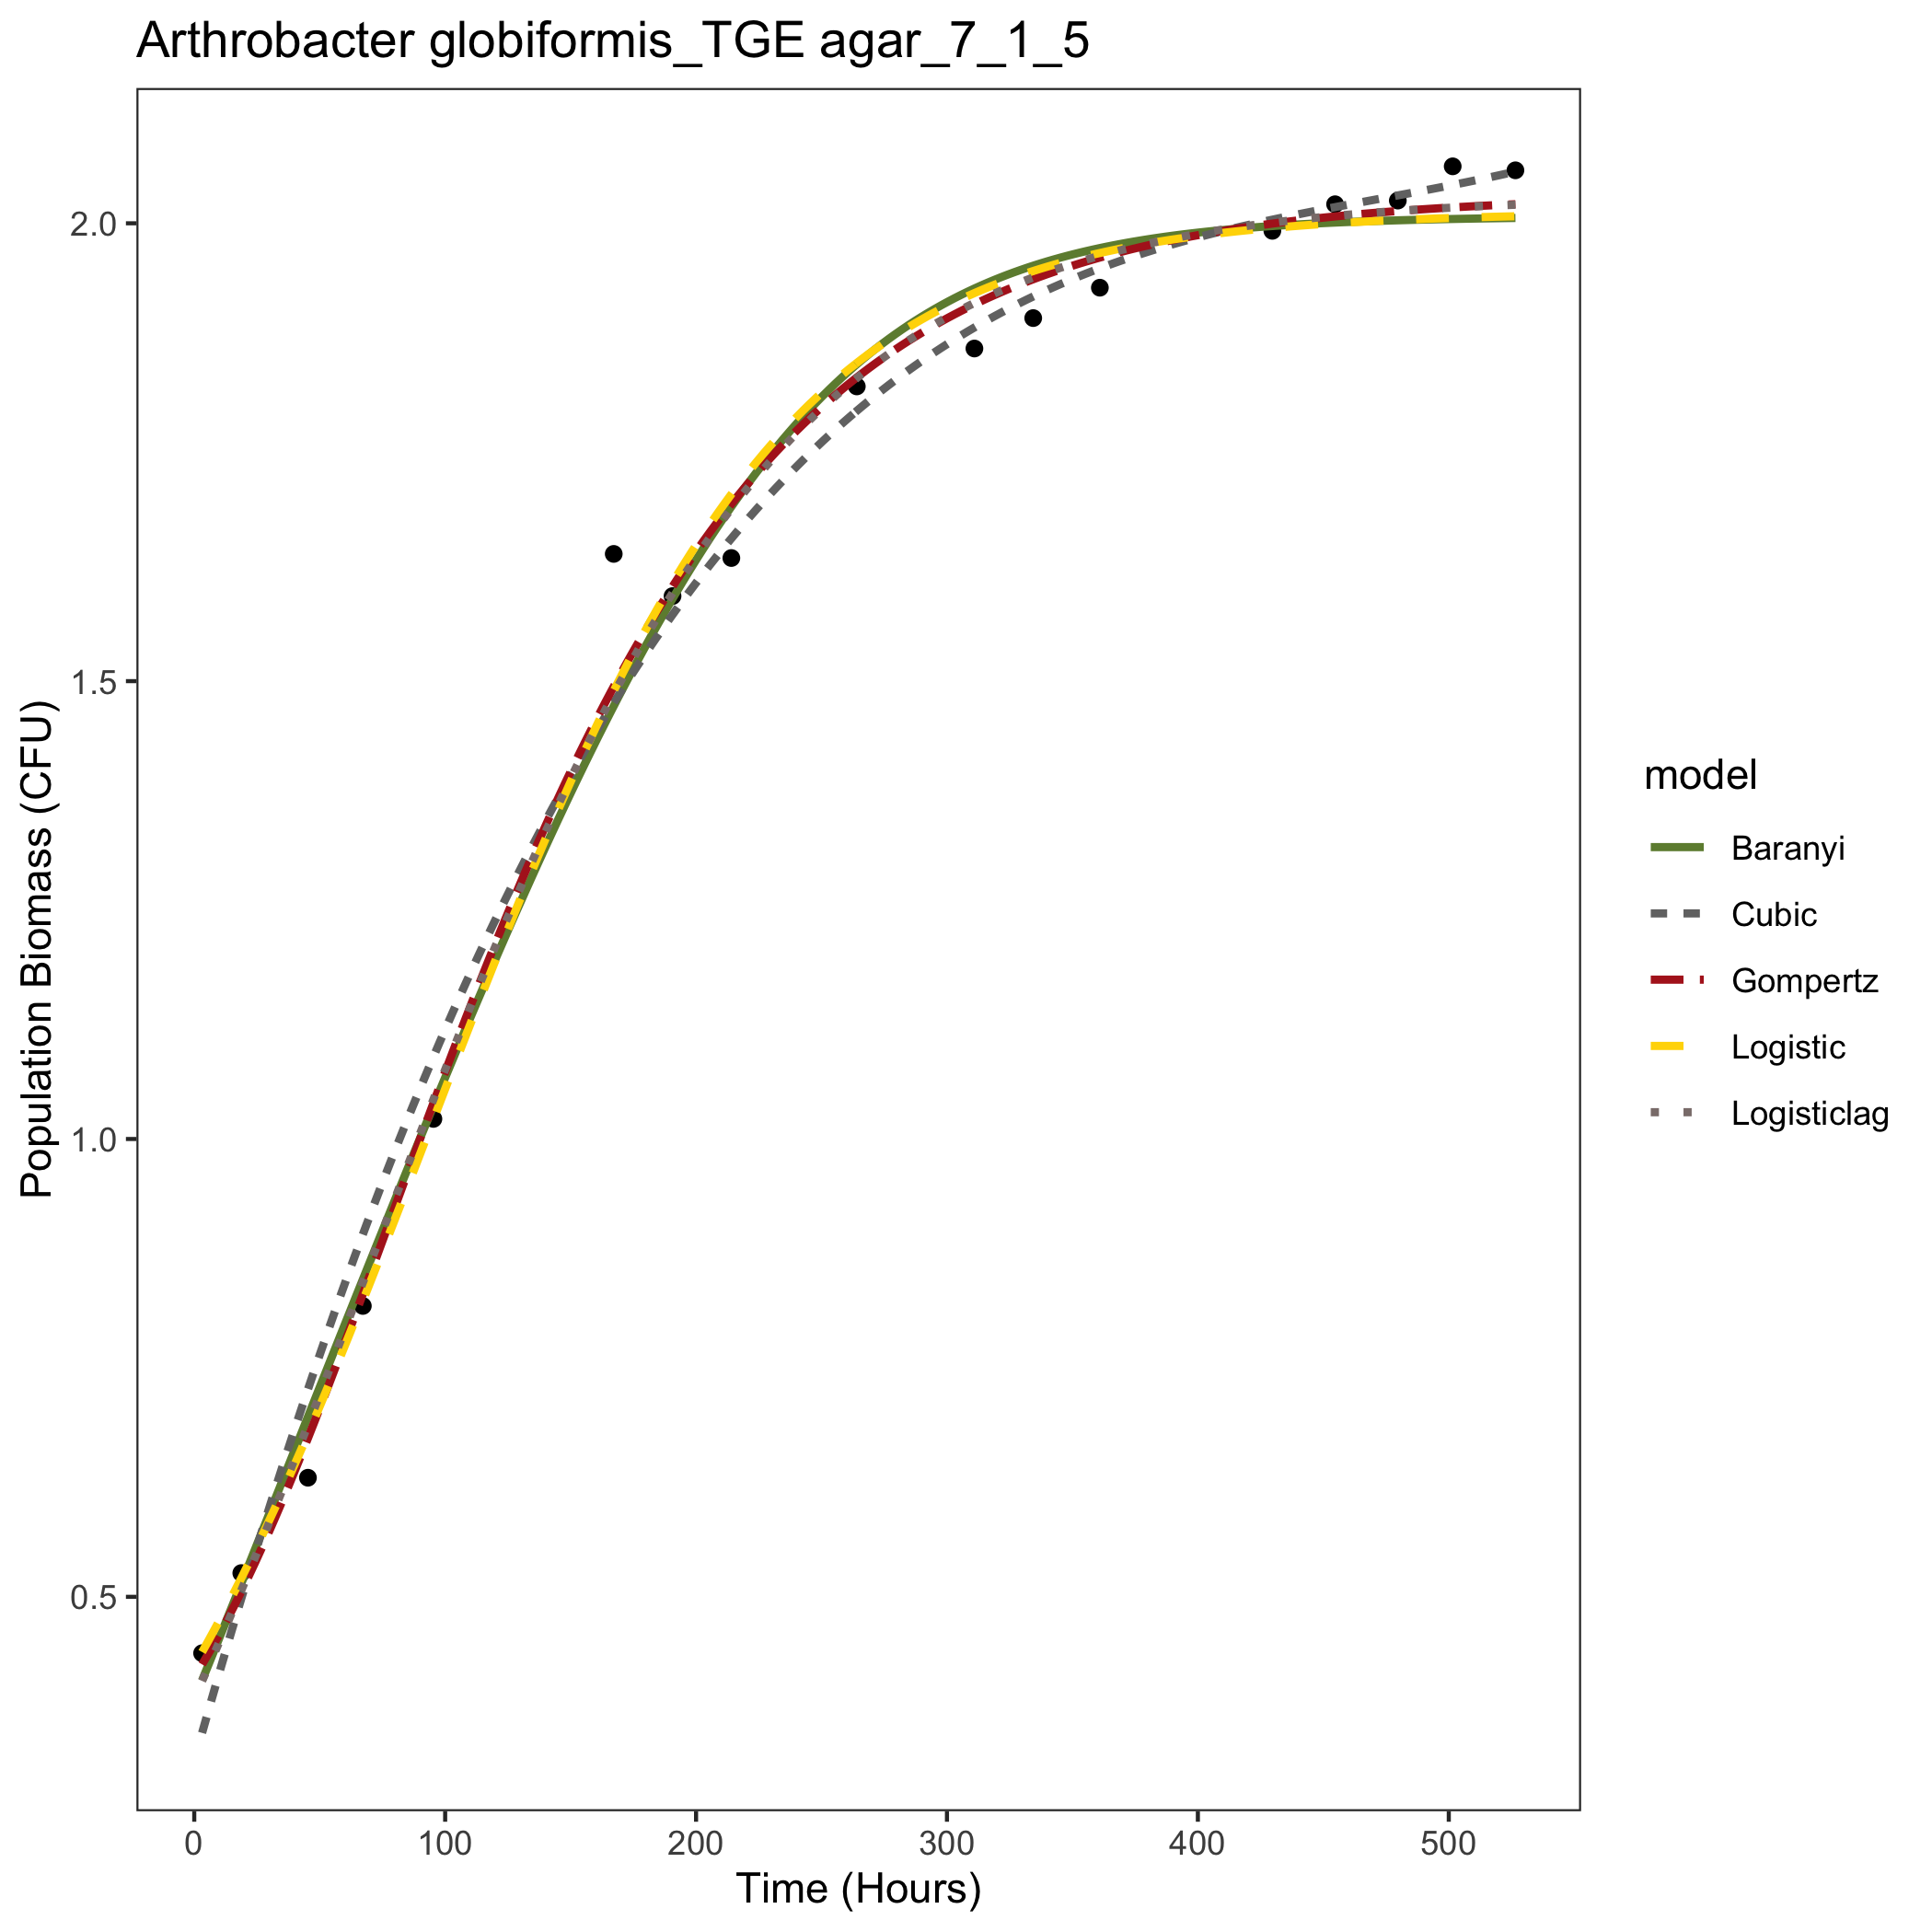 Arthrobacter globiformis_TGE agar_7_1_5
Population Biomass (CFU)
2.0
1.5
1.0
0.5
0 100 200 300 400 500
Time (Hours)
model
Baranyi
Cubic
Gompertz
Logistic
Logisticlag